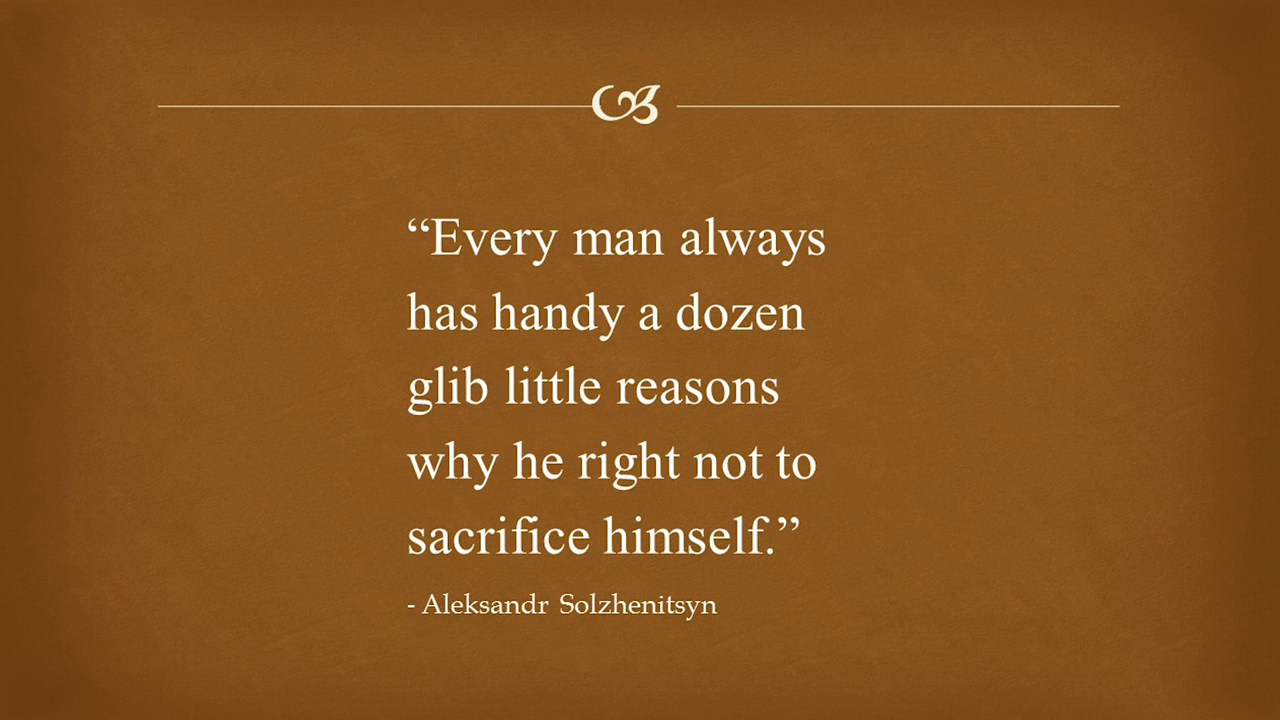 “Every man always
has handy a dozen
glib little reasons
why he right not to
sacrifice himself.”
- Aleksandr Solzhenitsyn